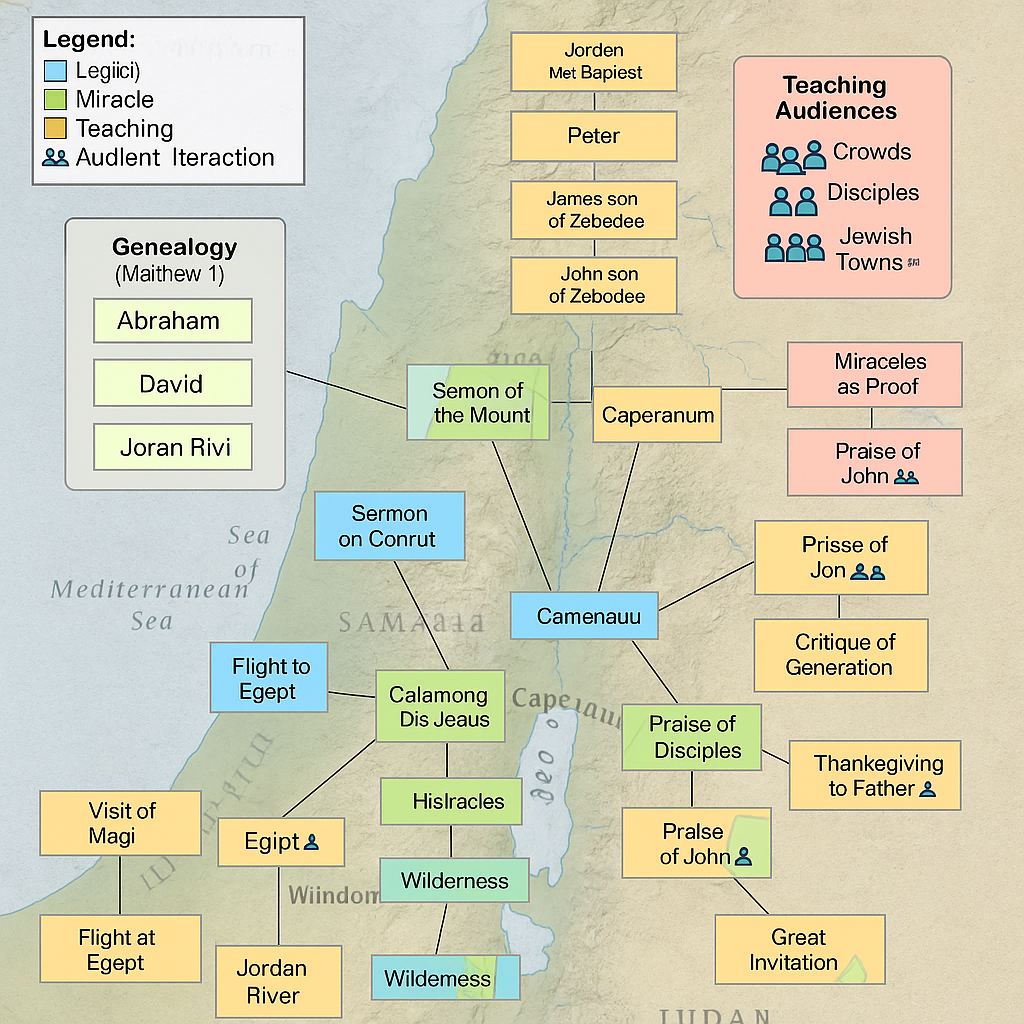 Legend:
Legiici)
Miracle
Teaching
Audlent Iteraction
Genealogy
(Maithew 1)
Abraham
David
Joran Rivi
Jorden
Met Bapiest
Peter
James son
of Zebedee
John son
of Zebodee
Teaching
Audiences
Crowds
Disciples
Jewish
Towns
Semon of
the Mount
Caperanum
Miraceles
as Proof
Praise of
John
Sermon
on Conrut
Sea
of
Mediterranean
Sea
Prisse of
Jon
Camenauu
Critique of
Generation
Flight to
Egept
Calamong
Dis Jeaus
Praise of
Disciples
Thankegiving
to Father
Hislracles
Visit of
Magi
Egipt
Pralse
of John
Wilderness
Wiindom
Flight at
Egept
Jordan
River
Wildemess
Great
Invitation